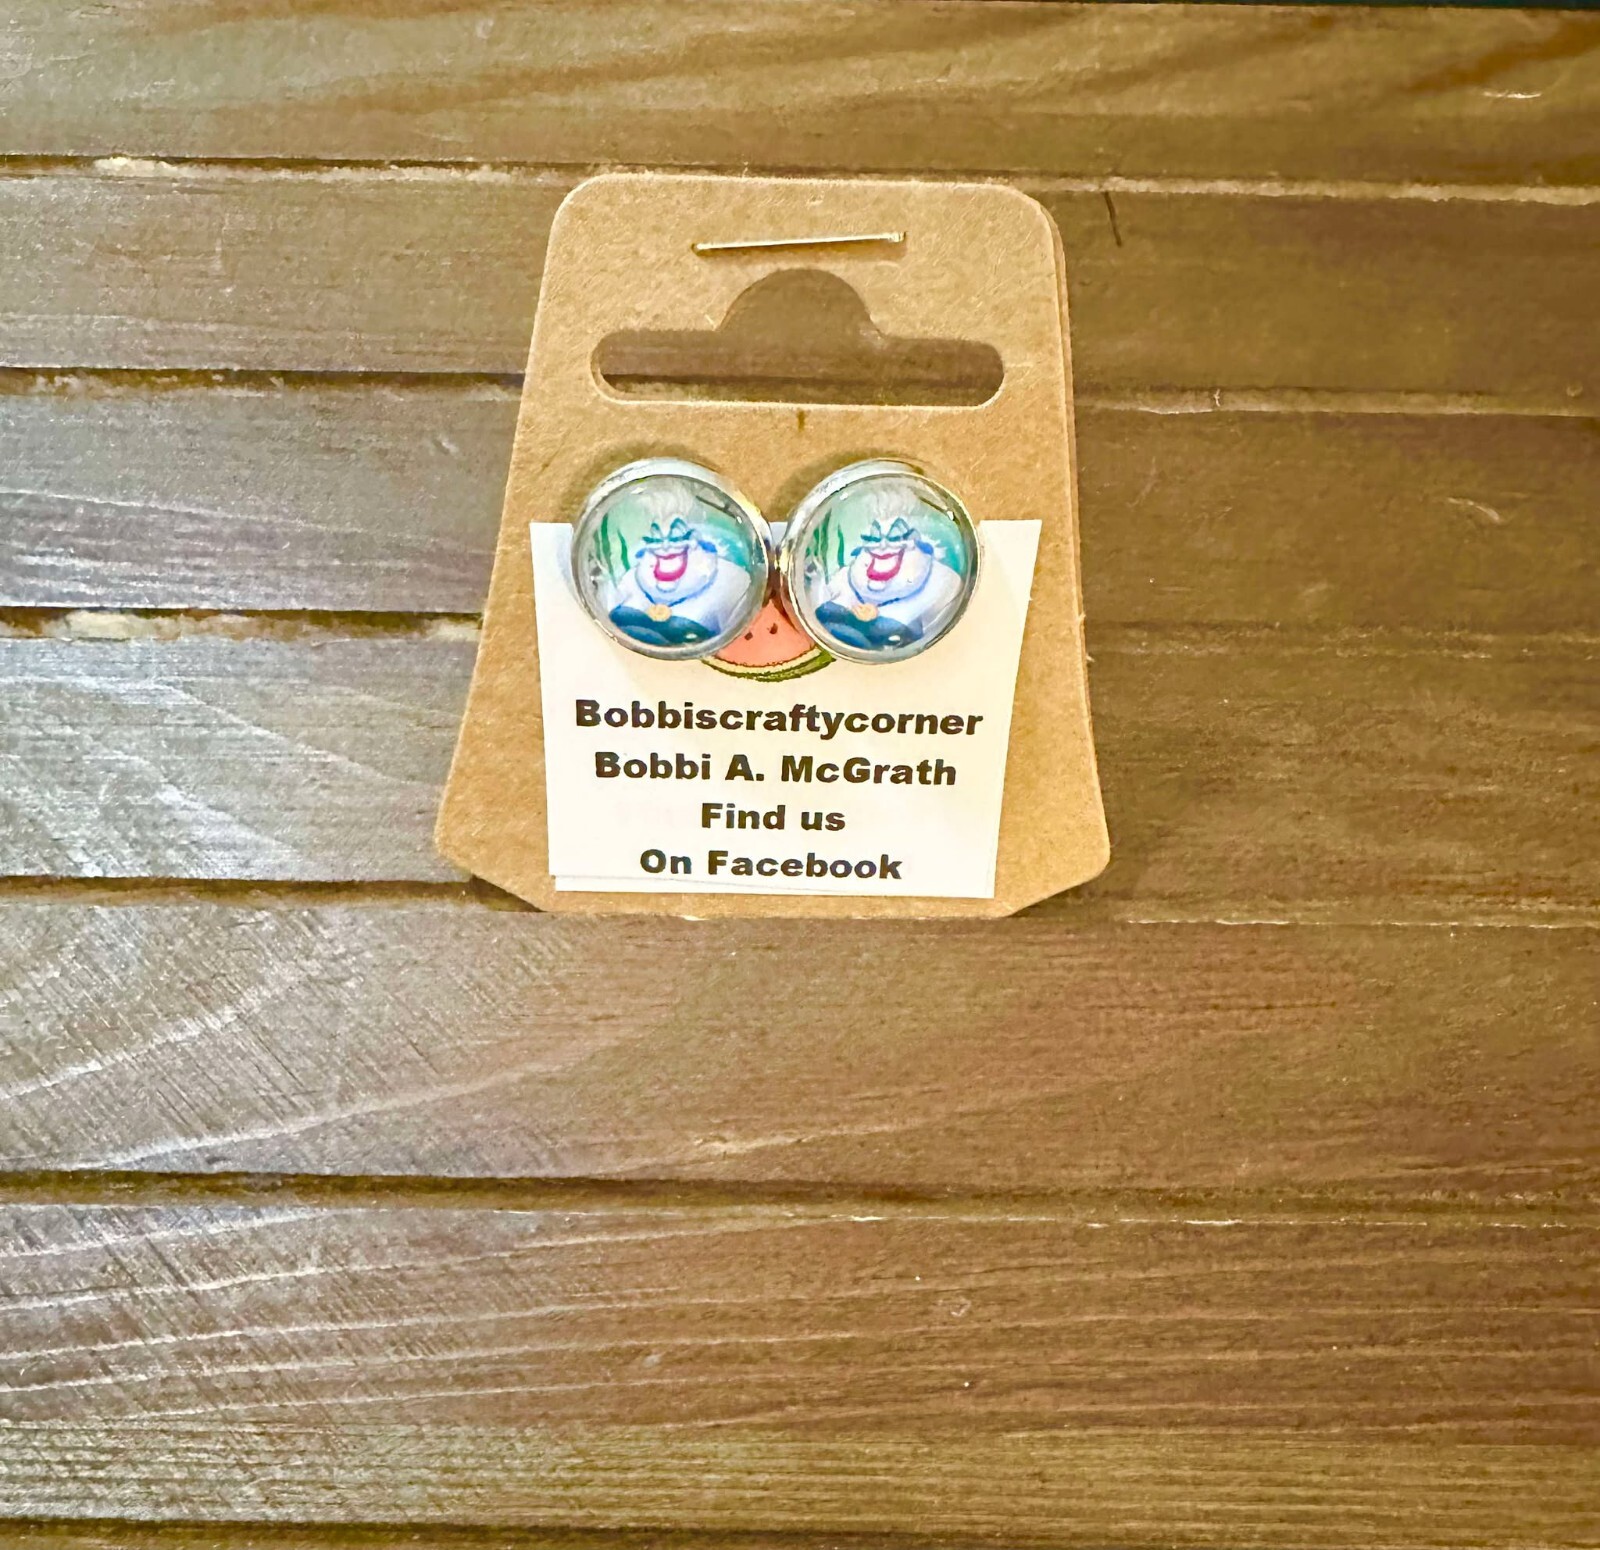 Bobbiscraftycorner
Bobbi A. McGrath
Find us
On Facebook